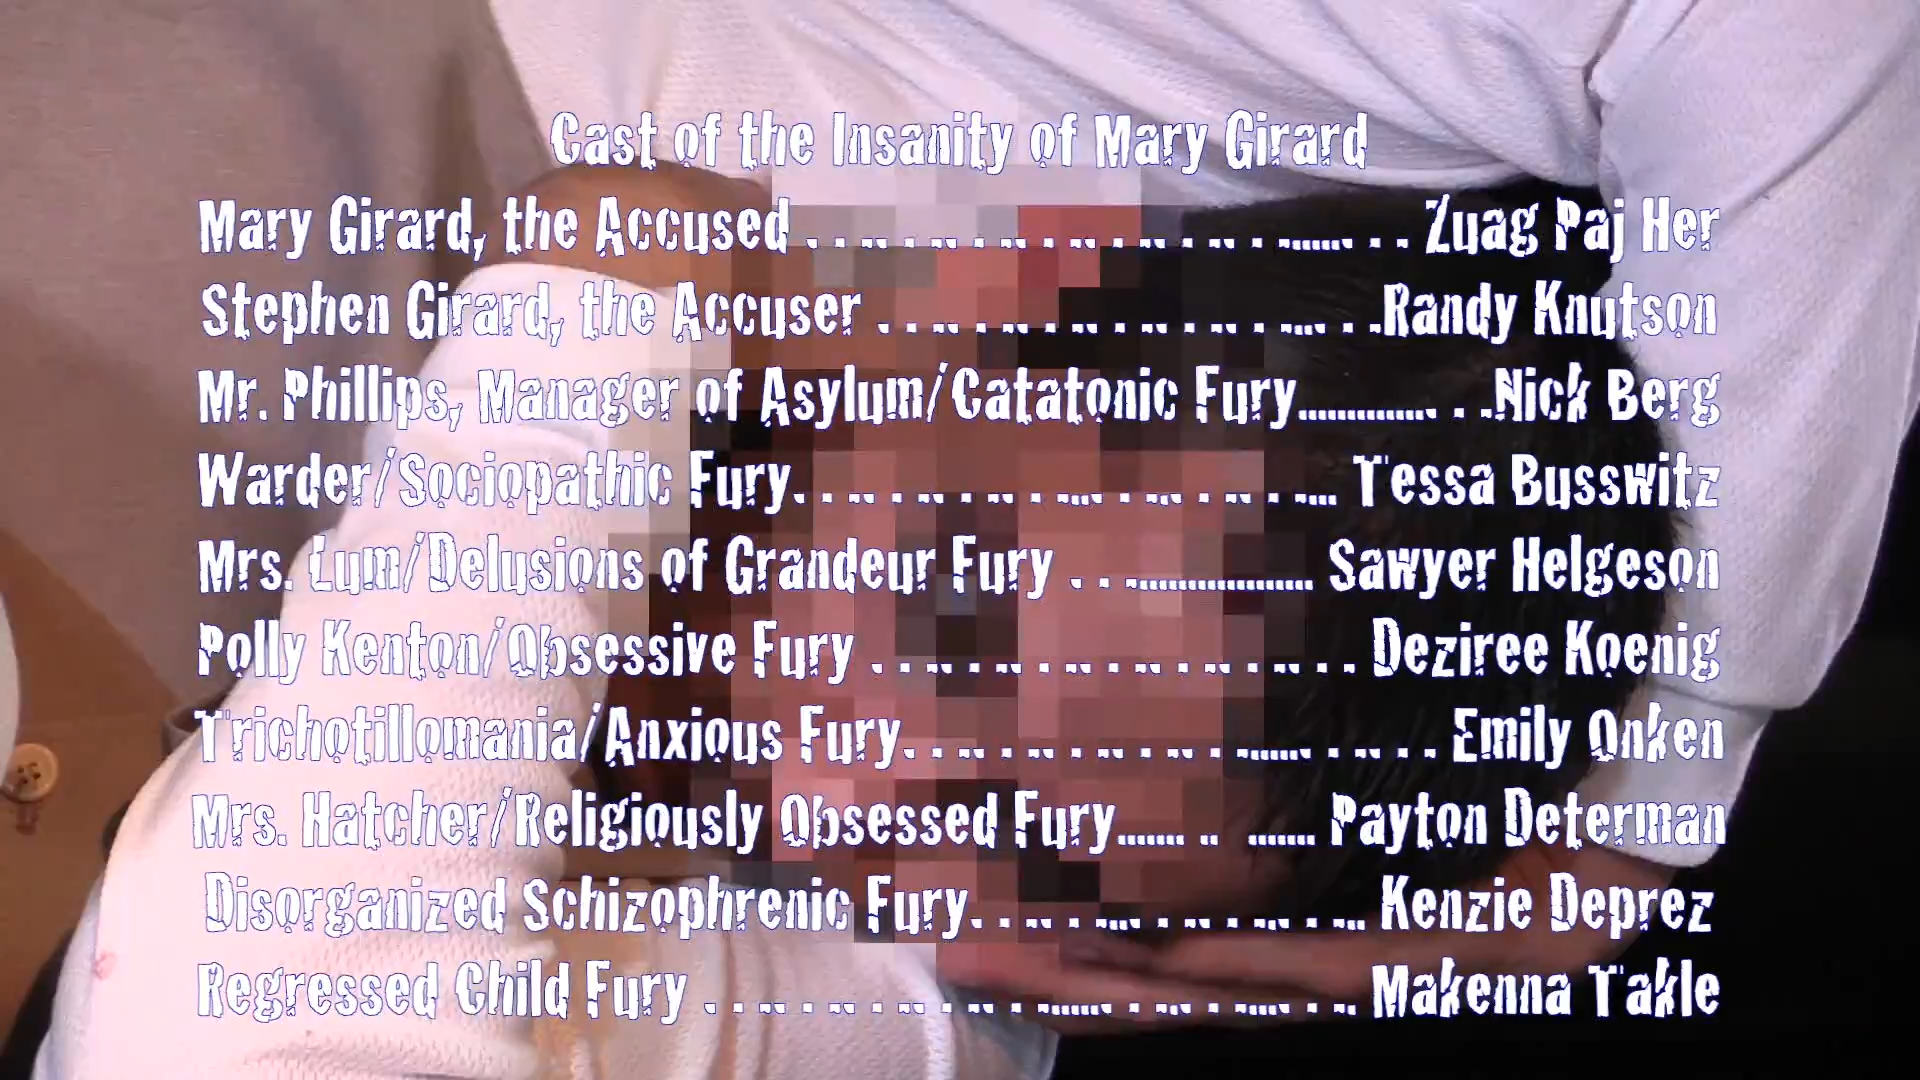 Cast of the Insanity of Mary Girard
Mary Girard, the Accused . . .. . .. . .. . .. . .. . .. . ....... . . Zuag Paj Her
Stephen Girard, the Accuser . . .. . .. . .. . .. . .. . .... . ..Randy Knutson
Mr. Phillips, Manager of Asylum/Catatonic Fury.............. . ..Nick Berg
Warder/Sociopathic Fury. . .. . .. . .. . .... . ... . .. . .... Tessa Busswitz
Mrs. Lum/Delusions of Grandeur Fury . . ...................... Sawyer Helgeson
Polly Kenton/Obsessive Fury . . .. . .. . .. . .. . .. . .. . Deziree Koenig
Trichotillomania/Anxious Fury. . .. . .. . .. . .. . ....... . .. . . Emily Onken
Mrs. Hatcher/Religiously Obsessed Fury....... .. ....... Payton Determan
Disorganized Schizophrenic Fury. . .. . .... . .. . .. . .... Kenzie Deprez
Regressed Child Fury . . .. . .. . .. . .. . ....... . .. . .... . .. Makenna Takle